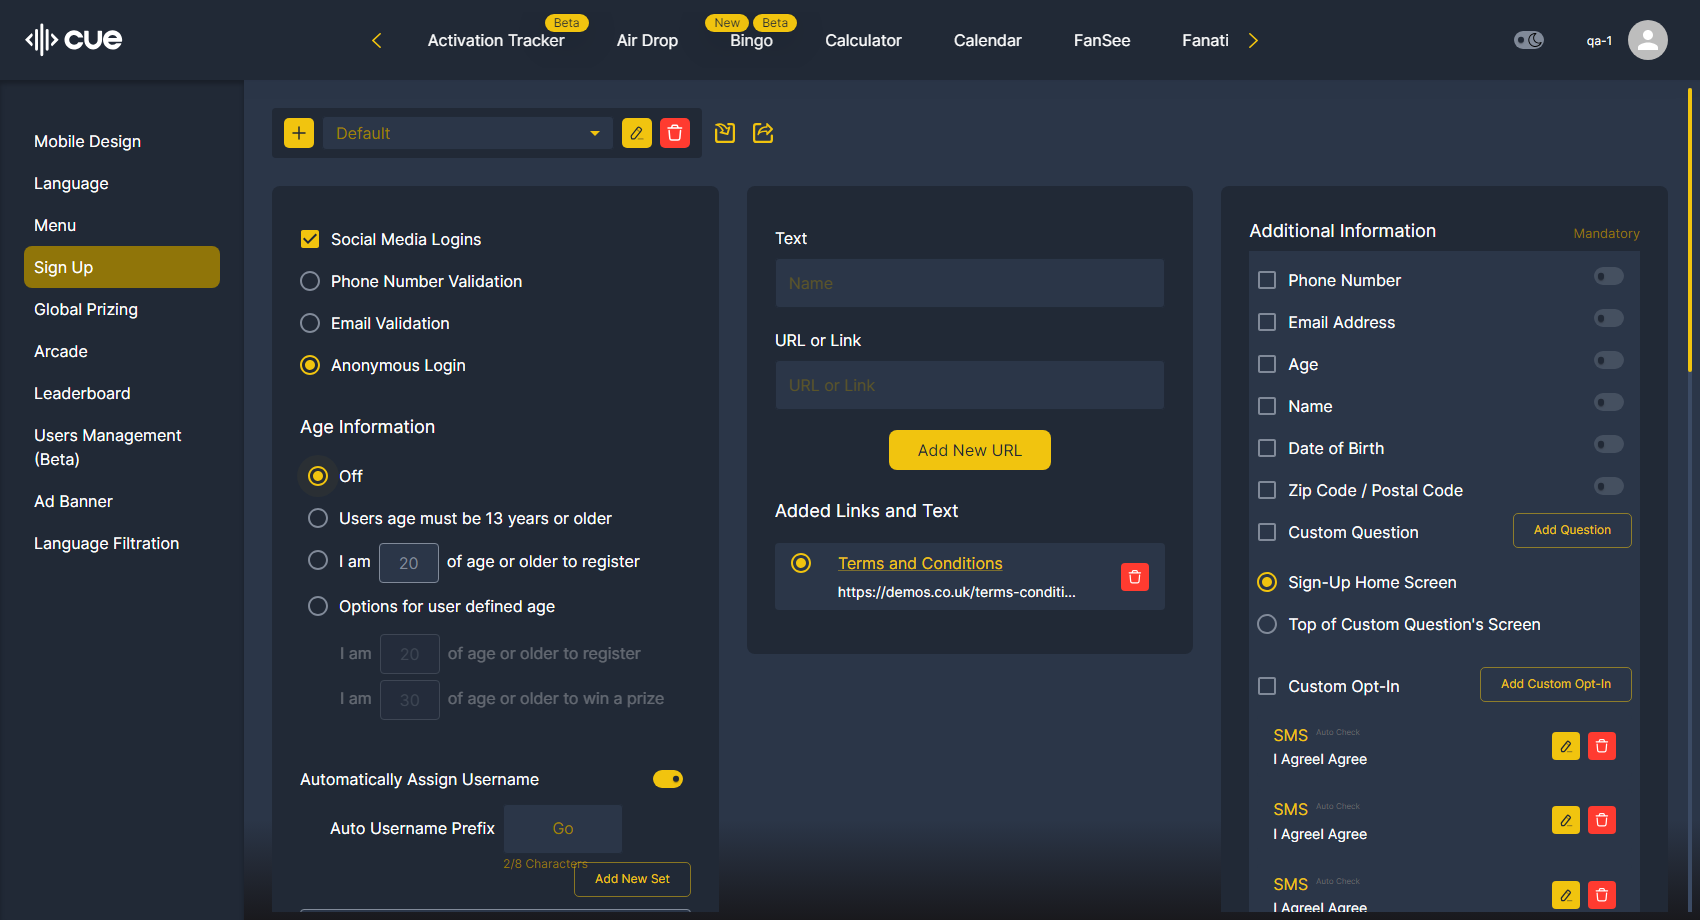 cue
Beta
New
Beta
Activation Tracker
Air Drop
Bingo
Calculator
Calendar
FanSee
Fanati
qa-1
Mobile Design
Language
Menu
Sign Up
Global Prizing
Arcade
Leaderboard
Users Management
(Beta)
Ad Banner
Language Filtration
Default
Social Media Logins
Phone Number Validation
Email Validation
Anonymous Login
Age Information
Off
Users age must be 13 years or older
I am 20 of age or older to register
Options for user defined age
I am 20 of age or older to register
I am 30 of age or older to win a prize
Automatically Assign Username
Auto Username Prefix Go
2/8 Characters
Add New Set
Text
Name
URL or Link
URL or Link
Add New URL
Added Links and Text
Terms and Conditions
https://demos.co.uk/terms-conditi...
Additional Information
Mandatory
Phone Number
Email Address
Age
Name
Date of Birth
Zip Code / Postal Code
Custom Question
Add Question
Sign-Up Home Screen
Top of Custom Question's Screen
Custom Opt-In
Add Custom Opt-In
SMS Auto Check
I AgreeI Agree
SMS Auto Check
I AgreeI Agree
SMS Auto Check
I AgreeI Agree